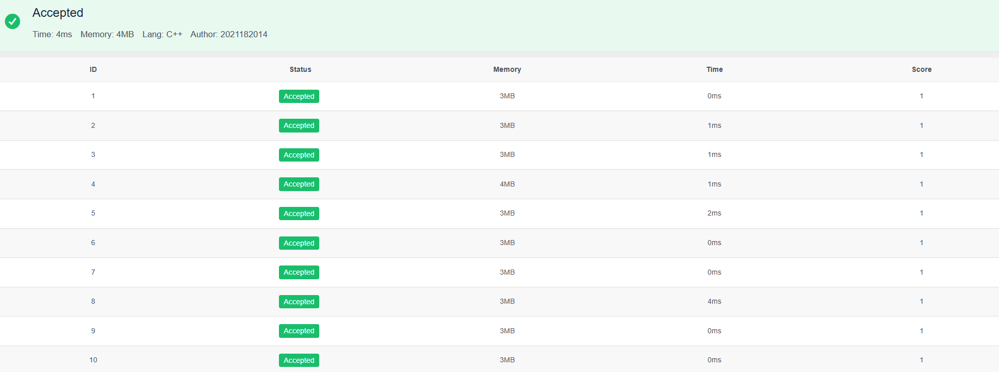 Accepted
Time: 4ms Memory: 4MB Lang: C++ Author: 2021182014
ID Status Memory Time Score
1 Accepted 3MB 0ms 1
2 Accepted 3MB 1ms 1
3 Accepted 3MB 1ms 1
4 Accepted 4MB 1ms 1
5 Accepted 3MB 2ms 1
6 Accepted 3MB 0ms 1
7 Accepted 3MB 0ms 1
8 Accepted 3MB 4ms 1
9 Accepted 3MB 0ms 1
10 Accepted 3MB 0ms 1